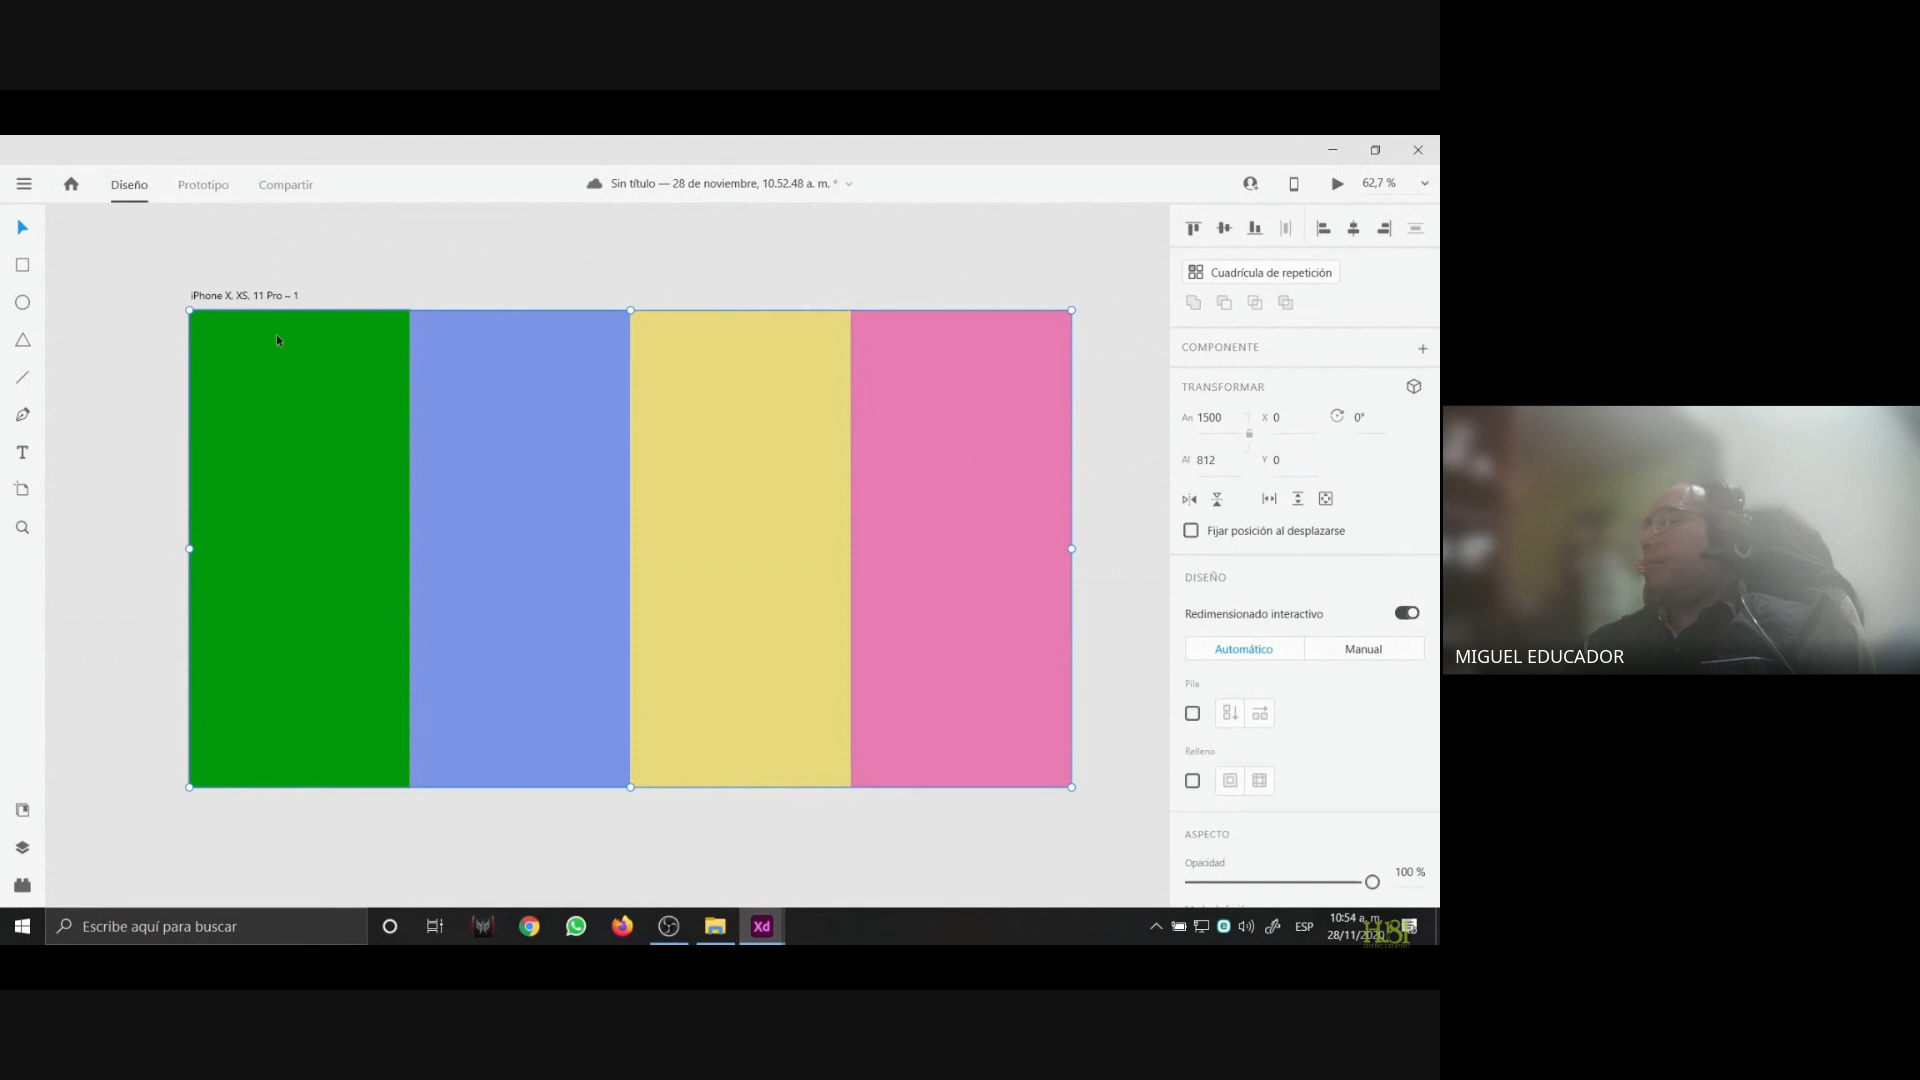 Diseño
Prototipo
Compartir
Sin título — 28 de noviembre, 10.52.48 a. m. *
62,7 %
iPhone X, XS, 11 Pro – 1
Cuadrícula de repetición
COMPONENTE
TRANSFORMAR
An 1500 X 0 0°
Al 812 Y 0
Fijar posición al desplazarse
DISEÑO
Redimensionado interactivo
Automático Manual
Pila
Relleno
ASPECTO
Opacidad
100 %
MIGUEL EDUCADOR
Escribe aquí para buscar
Xd
ESP
10:54 a. m.
28/11/2020